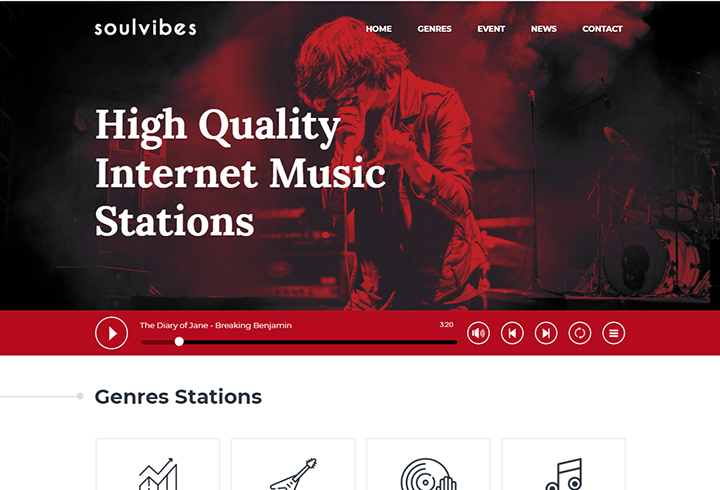 soulvibes
HOME GENRES EVENT NEWS CONTACT
High Quality
Internet Music
Stations
The Diary of Jane - Breaking Benjamin 3:20
Genres Stations